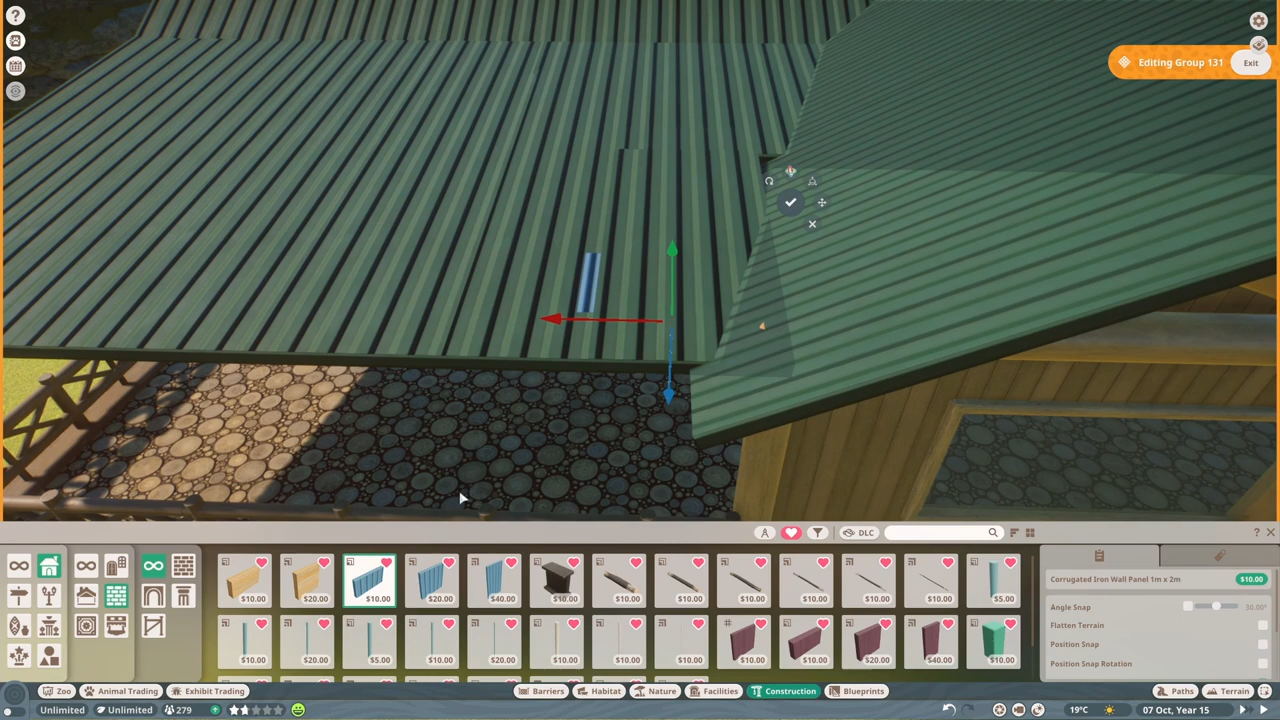 ?
Editing Group 131
Exit
DLC
?
$10.00 $20.00 $10.00 $20.00 $40.00 $10.00 $10.00 $10.00 $10.00 $10.00 $10.00 $10.00 $5.00
$10.00 $20.00 $5.00 $10.00 $20.00 $10.00 $10.00 $10.00 $10.00 $10.00 $20.00 $40.00 $10.00
Corrugated Iron Wall Panel 1m x 2m $10.00
Angle Snap 30.00°
Flatten Terrain
Position Snap
Position Snap Rotation
Zoo Animal Trading Exhibit Trading Barriers Habitat Nature Facilities Construction Blueprints Paths Terrain
Unlimited Unlimited 279 19°C 07 Oct, Year 15